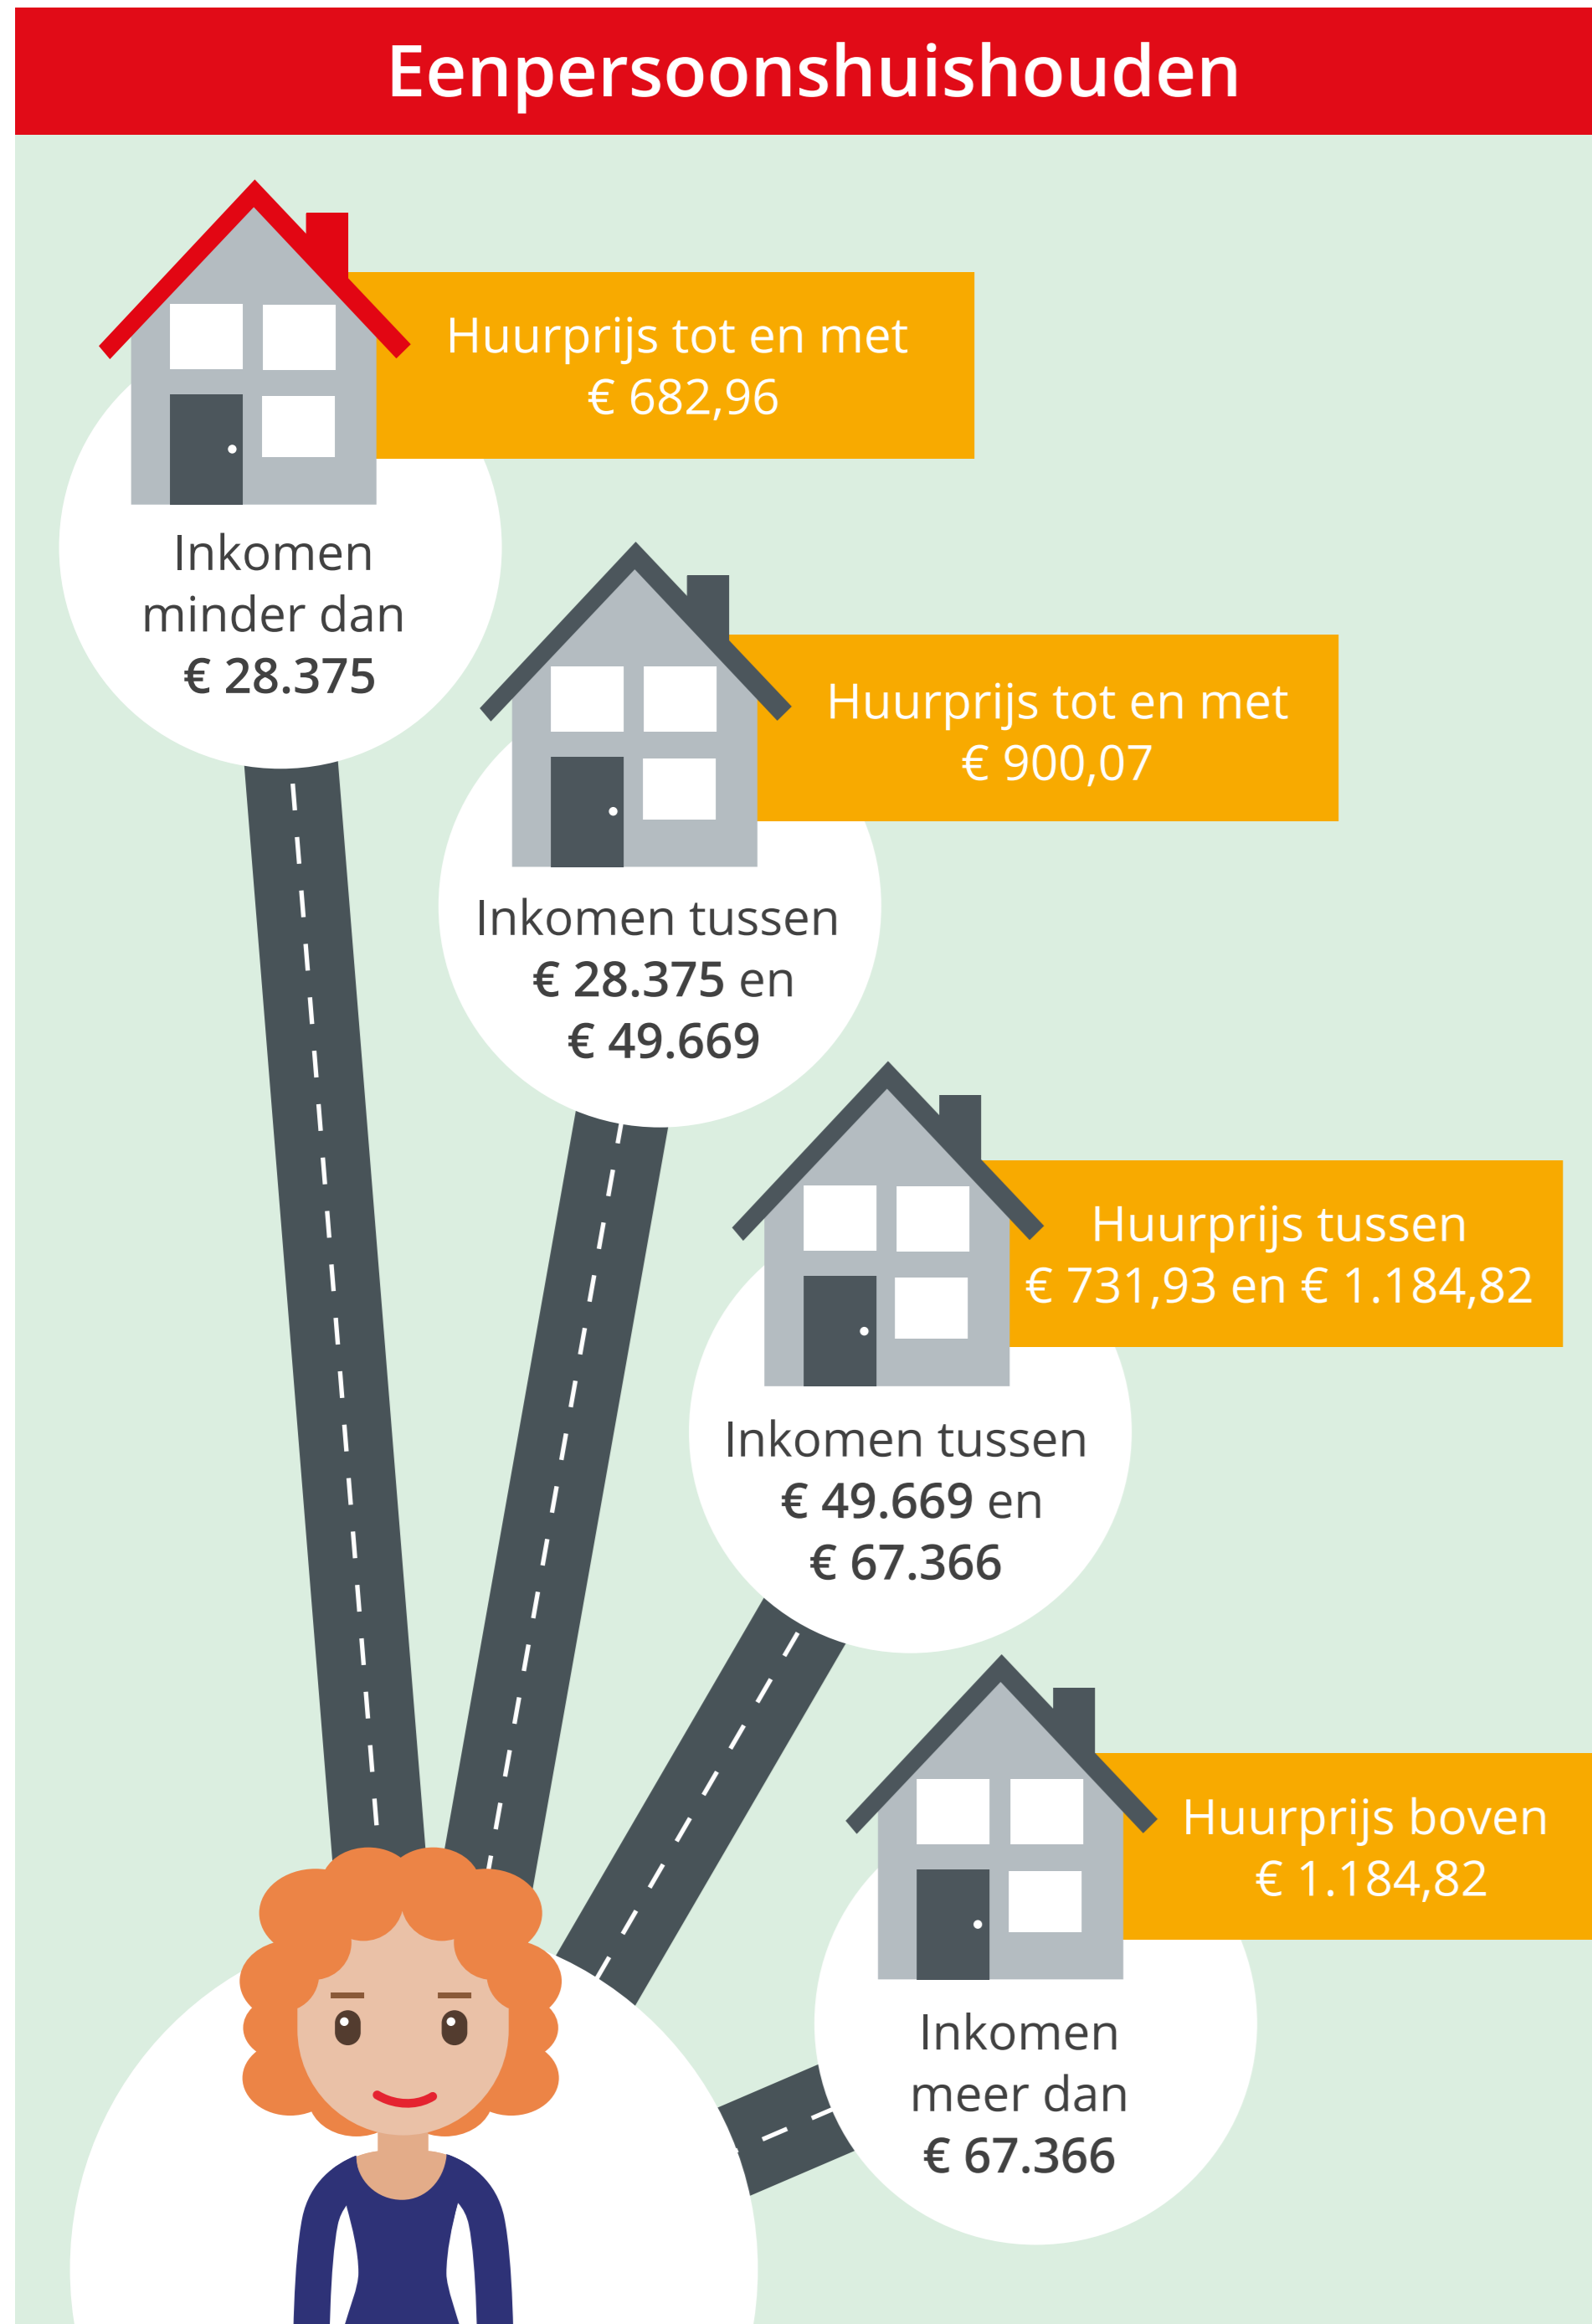 Eenpersoonshuishouden
Huurprijs tot en met
€ 682,96
Inkomen
minder dan
€ 28.375
Huurprijs tot en met
€ 900,07
Inkomen tussen
€ 28.375 en
€ 49.669
Huurprijs tussen
€ 731,93 en € 1.184,82
Inkomen tussen
€ 49.669 en
€ 67.366
Huurprijs boven
€ 1.184,82
Inkomen
meer dan
€ 67.366